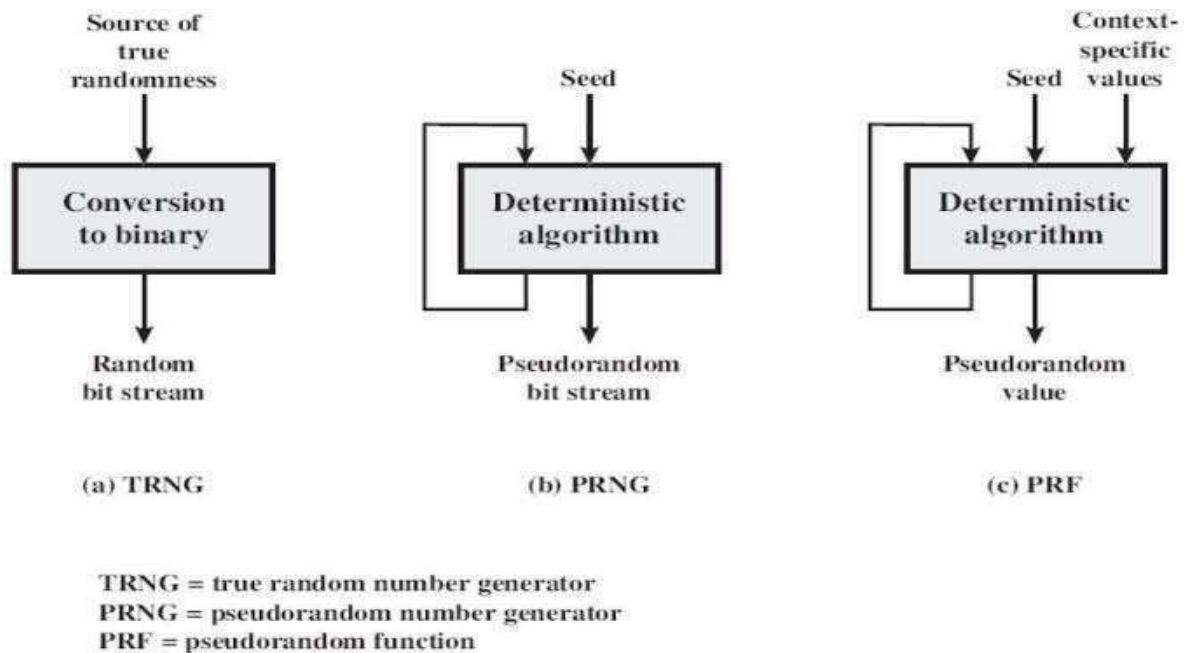 Source of
true
randomness
Conversion
to binary
Random
bit stream
(a) TRNG
Seed
Deterministic
algorithm
Pseudorandom
bit stream
(b) PRNG
Context-
specific
values
Seed
Deterministic
algorithm
Pseudorandom
value
(c) PRF
TRNG = true random number generator
PRNG = pseudorandom number generator
PRF = pseudorandom function